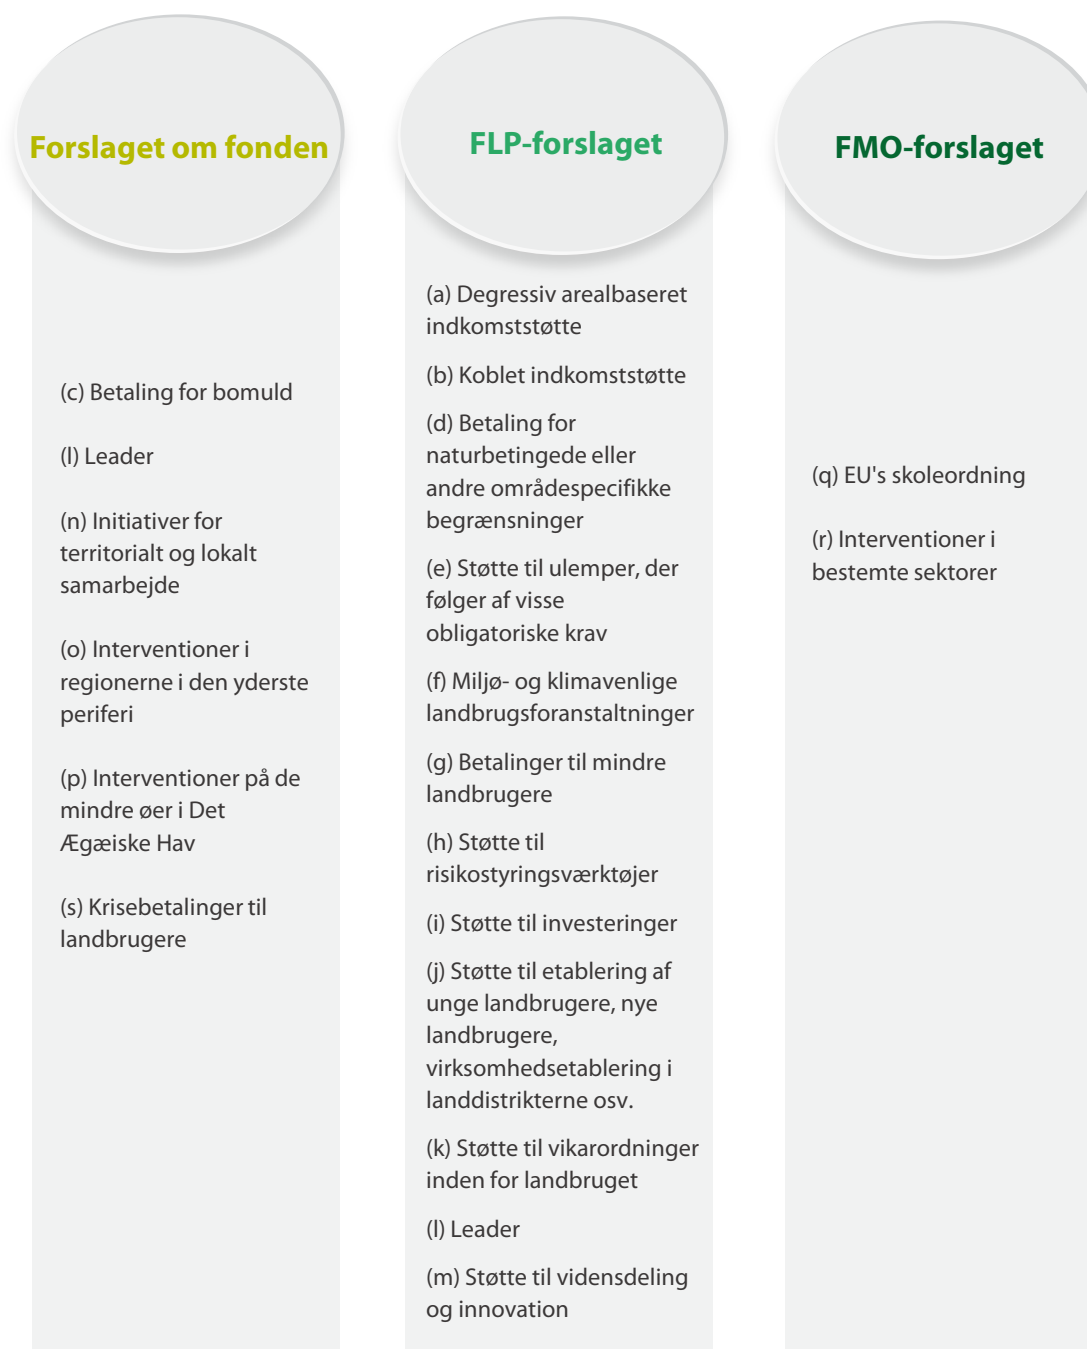 Forslaget om fonden
(c) Betaling for bomuld
(l) Leader
(n) Initiativer for
territorialt og lokalt
samarbejde
(o) Interventioner i
regionerne i den yderste
periferi
(p) Interventioner på de
mindre øer i Det
Ægæiske Hav
(s) Krisebetalinger til
landbrugere
FLP-forslaget
(a) Degressiv arealbaseret
indkomststøtte
(b) Koblet indkomststøtte
(d) Betaling for
naturbetingede eller
andre områdespecifikke
begrænsninger
(e) Støtte til ulemper, der
følger af visse
obligatoriske krav
(f) Miljø- og klimavenlige
landbrugsforanstaltninger
(g) Betalinger til mindre
landbrugere
(h) Støtte til
risikostyringsværktøjer
(i) Støtte til investeringer
(j) Støtte til etablering af
unge landbrugere, nye
landbrugere,
virksomhedsetablering i
landdistrikterne osv.
(k) Støtte til vikarordninger
inden for landbruget
(l) Leader
(m) Støtte til vidensdeling
og innovation
FMO-forslaget
(q) EU's skoleordning
(r) Interventioner i
bestemte sektorer